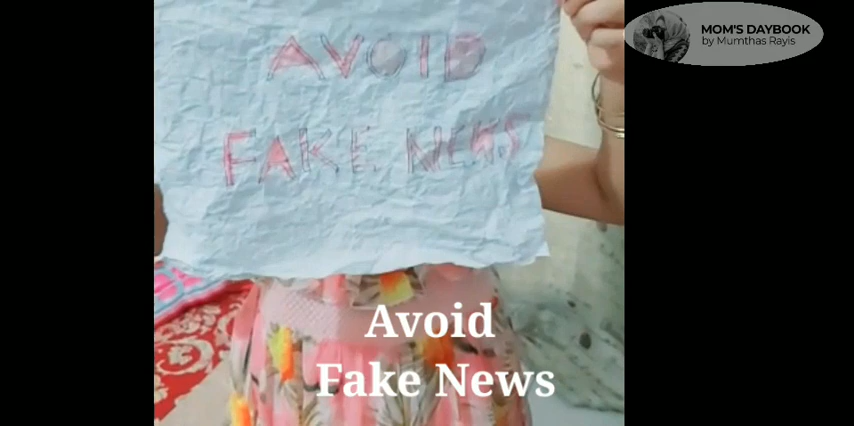 AVOID
FAKE NEWS
MOM'S DAYBOOK
by Mumthas Rayis
Avoid
Fake News